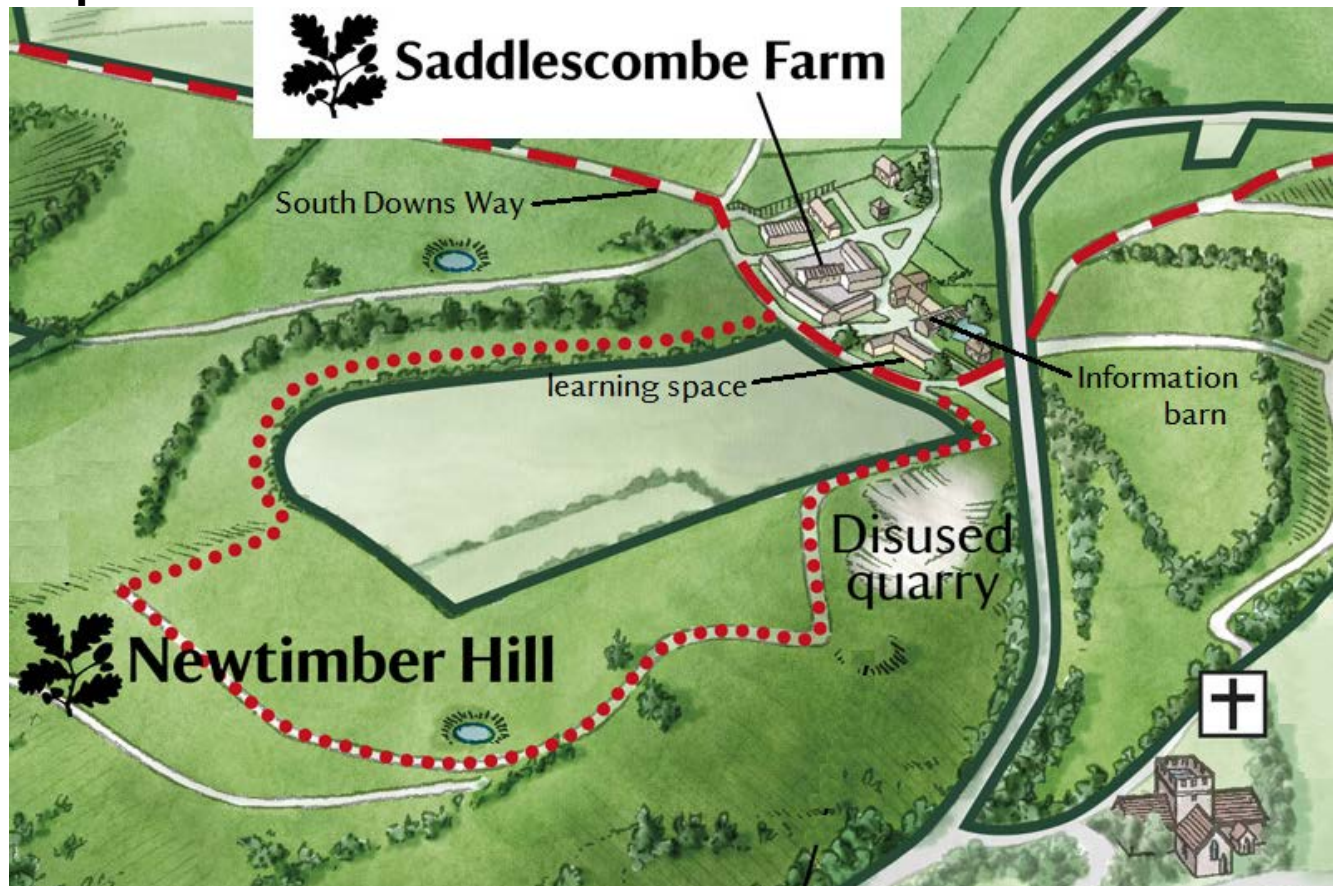 Saddlescombe Farm
South Downs Way
learning space
Information
barn
Disused
quarry
Newtimber Hill